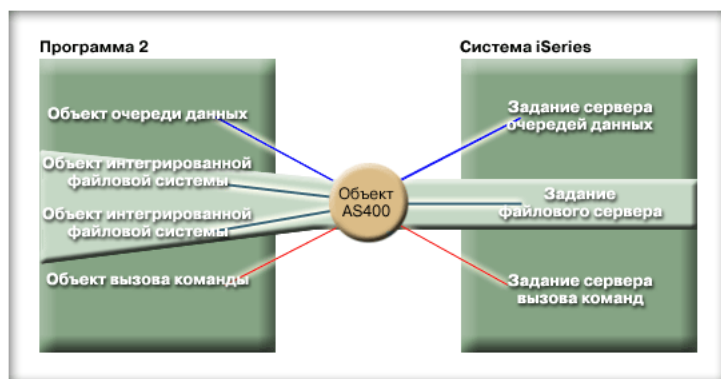 Программа 2
Система iSeries
Объект очереди данных
Задание сервера
очередей данных
Объект интегрированной
файловой системы
Объект
AS400
Задание
файлового сервера
Объект интегрированной
файловой системы
Объект вызова команды
Задание сервера
вызова команд